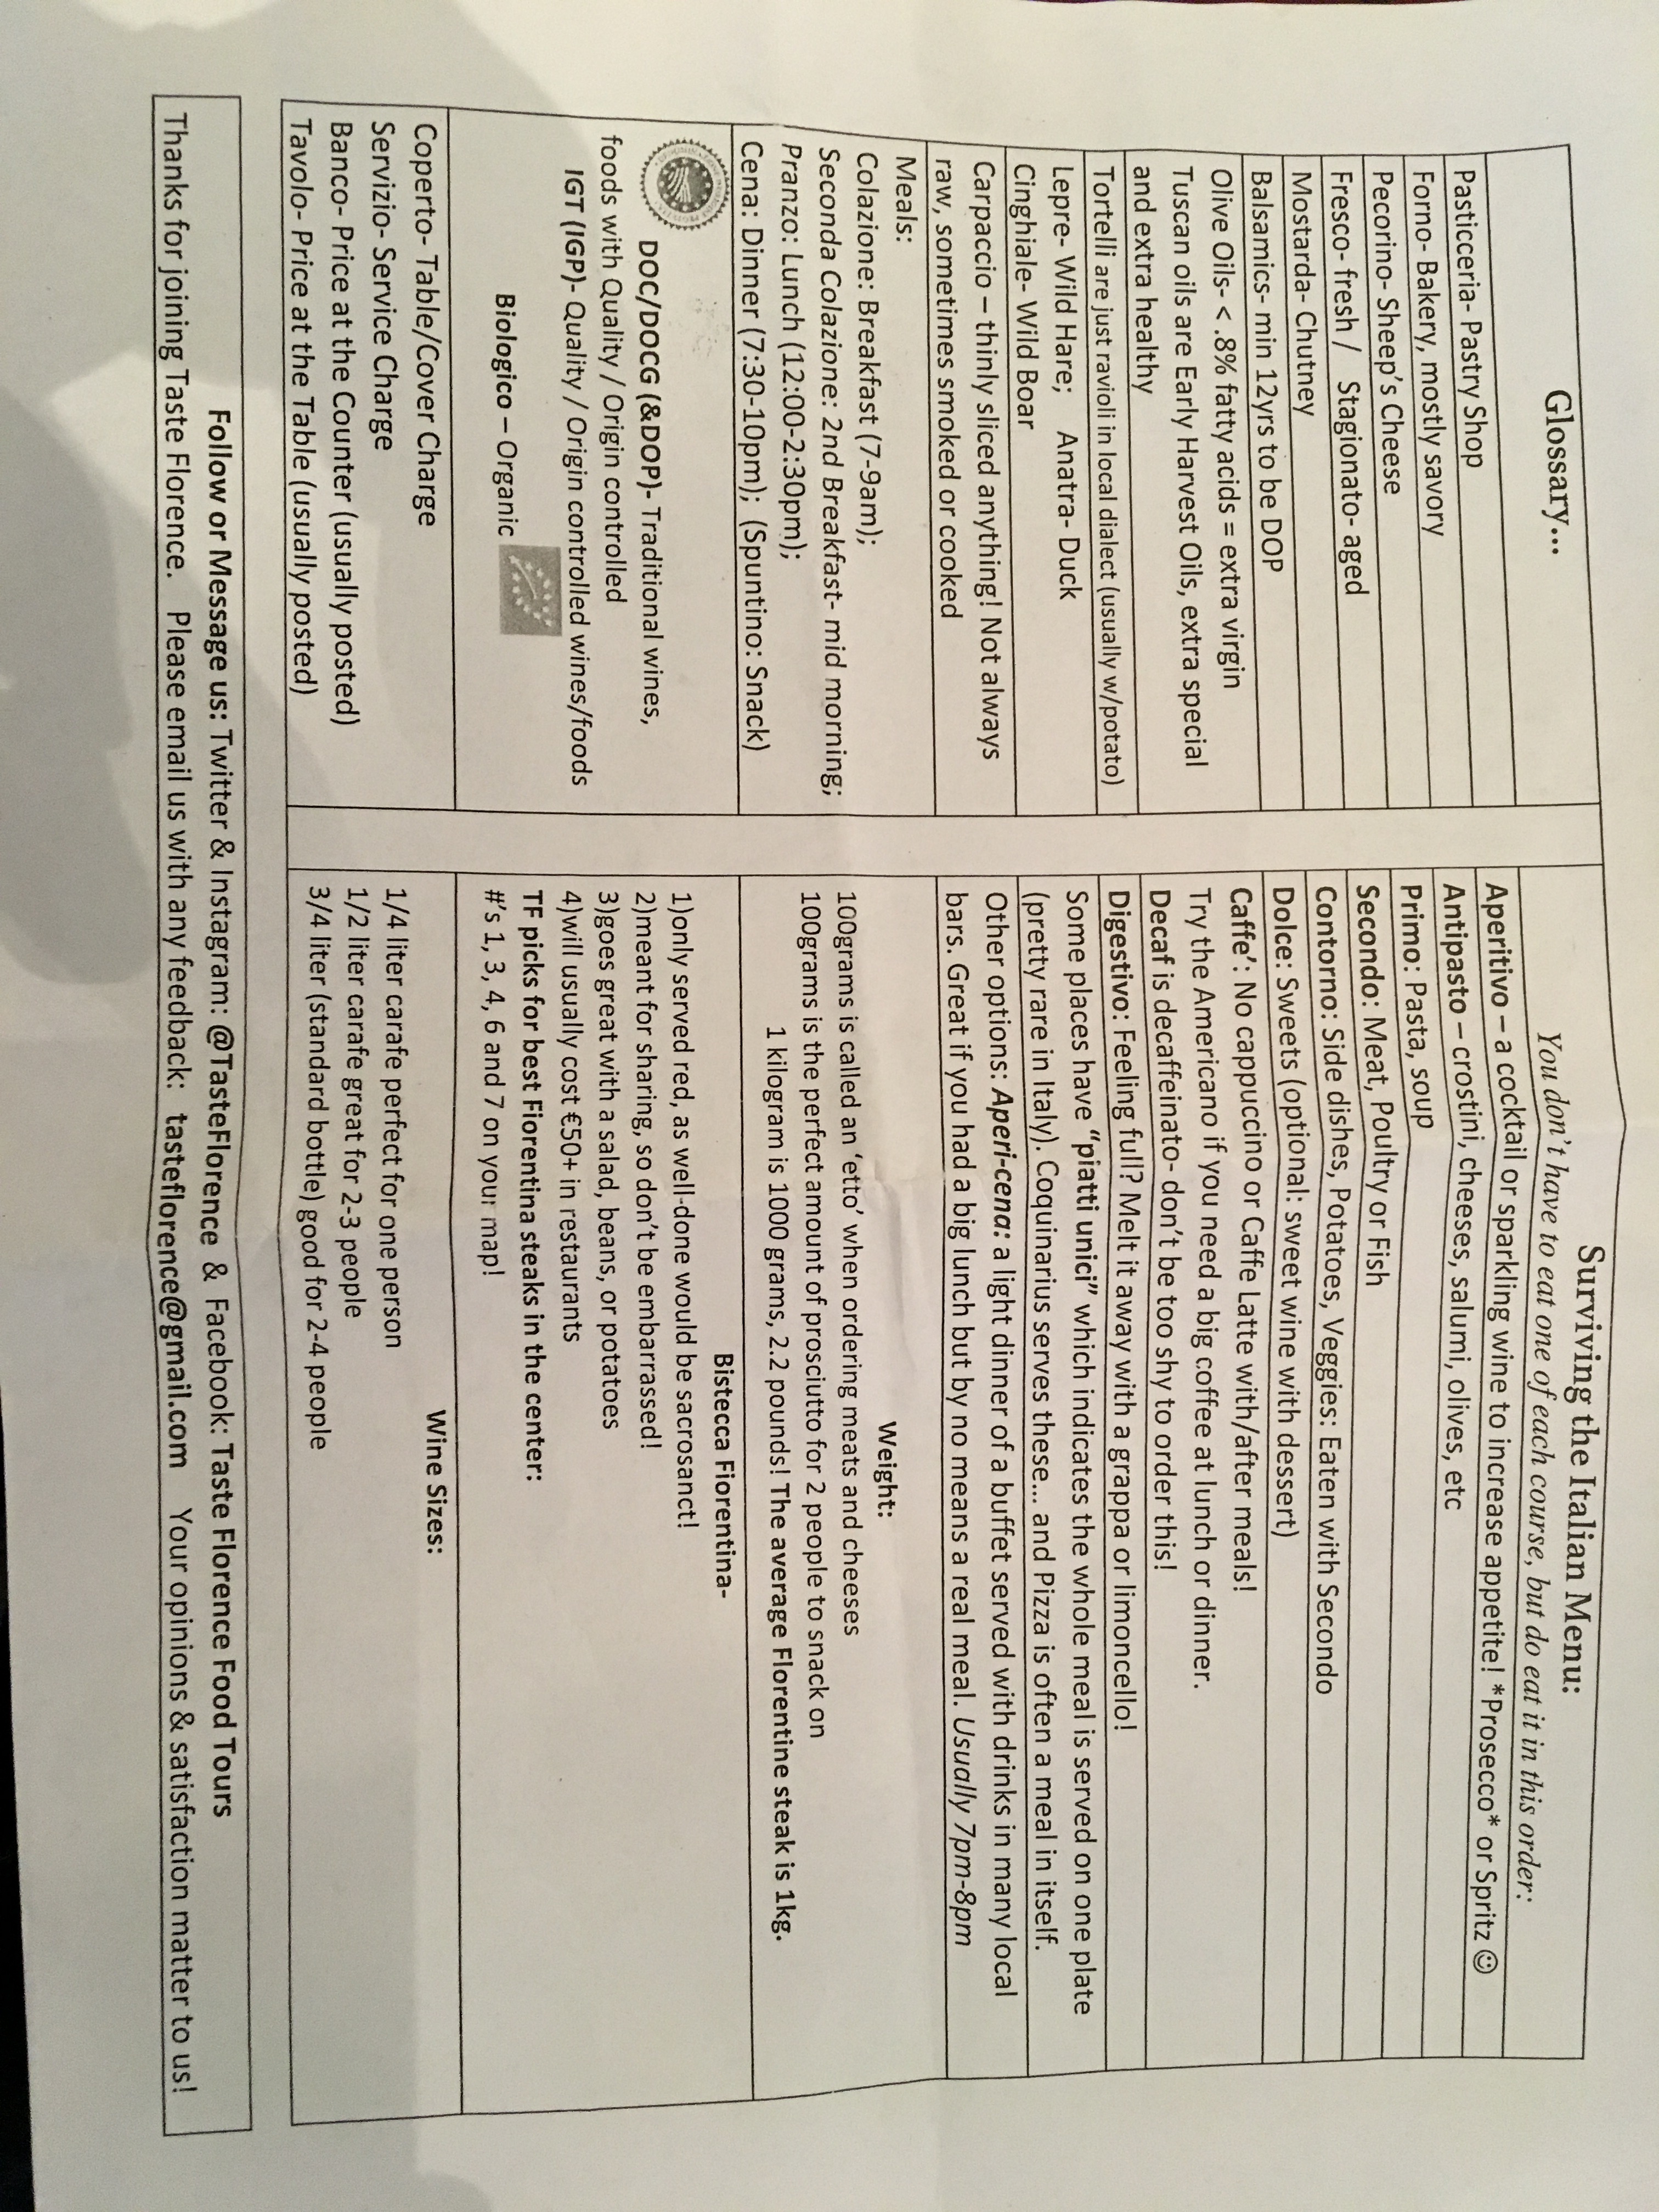 Glossary...
Pasticceria- Pastry Shop
Forno- Bakery, mostly savory
Pecorino- Sheep's Cheese
Fresco- fresh / Stagionato- aged
Mostarda- Chutney
Balsamics- min 12yrs to be DOP
Olive Oils- < .8% fatty acids = extra virgin
Tuscan oils are Early Harvest Oils, extra special
and extra healthy
Tortelli are just ravioli in local dialect (usually w/potato)
Lepre- Wild Hare; Anatra- Duck
Cinghiale- Wild Boar
Carpaccio – thinly sliced anything! Not always
raw, sometimes smoked or cooked
Meals:
Colazione: Breakfast (7-9am);
Seconda Colazione: 2nd Breakfast- mid morning;
Pranzo: Lunch (12:00-2:30pm);
Cena: Dinner (7:30-10pm); (Spuntino: Snack)
DOC/DOCG (&DOP)- Traditional wines,
foods with Quality / Origin controlled
IGT (IGP)- Quality / Origin controlled wines/foods
Biologico – Organic
Coperto- Table/Cover Charge
Servizio- Service Charge
Banco- Price at the Counter (usually posted)
Tavolo- Price at the Table (usually posted)
Surviving the Italian Menu:
You don't have to eat one of each course, but do eat it in this order:
Aperitivo – a cocktail or sparkling wine to increase appetite! *Prosecco* or Spritz ☺
Antipasto – crostini, cheeses, salumi, olives, etc
Primo: Pasta, soup
Secondo: Meat, Poultry or Fish
Contorno: Side dishes, Potatoes, Veggies: Eaten with Secondo
Dolce: Sweets (optional: sweet wine with dessert)
Caffe': No cappuccino or Caffe Latte with/after meals!
Try the Americano if you need a big coffee at lunch or dinner.
Decaf is decaffeinato- don't be too shy to order this!
Digestivo: Feeling full? Melt it away with a grappa or limoncello!
Some places have "piatti unici" which indicates the whole meal is served on one plate
(pretty rare in Italy). Coquinarius serves these... and Pizza is often a meal in itself.
Other options: Aperi-cena: a light dinner of a buffet served with drinks in many local
bars. Great if you had a big lunch but by no means a real meal. Usually 7pm-8pm
Weight:
100grams is called an 'etto' when ordering meats and cheeses
100grams is the perfect amount of prosciutto for 2 people to snack on
1 kilogram is 1000 grams, 2.2 pounds! The average Florentine steak is 1kg.
Bistecca Fiorentina-
1)only served red, as well-done would be sacrosanct!
2)meant for sharing, so don't be embarrassed!
3)goes great with a salad, beans, or potatoes
4)will usually cost €50+ in restaurants
TF picks for best Fiorentina steaks in the center:
#'s 1, 3, 4, 6 and 7 on your map!
Wine Sizes:
1/4 liter carafe perfect for one person
1/2 liter carafe great for 2-3 people
3/4 liter (standard bottle) good for 2-4 people
Follow or Message us: Twitter & Instagram: @TasteFlorence & Facebook: Taste Florence Food Tours
Thanks for joining Taste Florence. Please email us with any feedback: tasteflorence@gmail.com Your opinions & satisfaction matter to us!